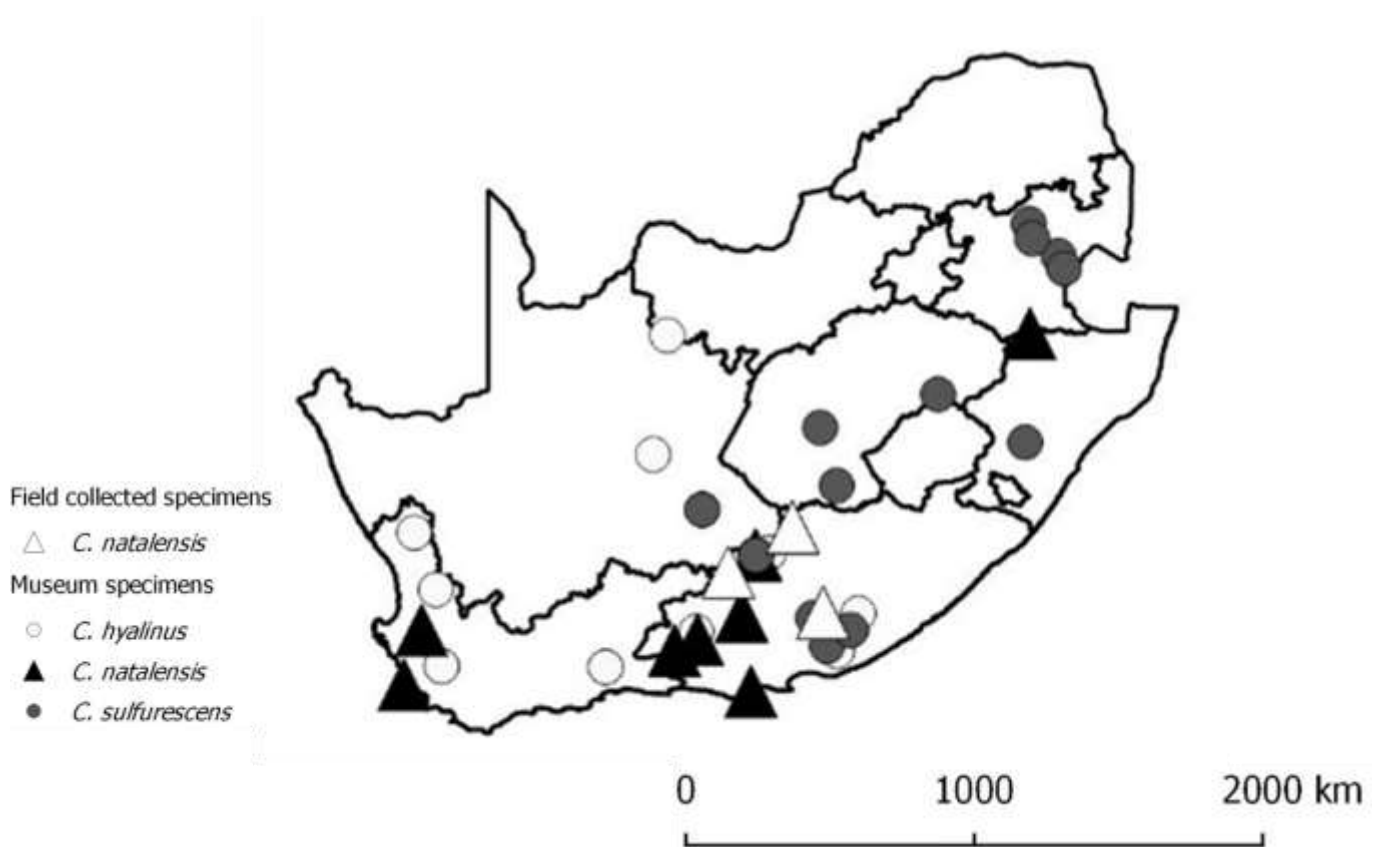 Field collected specimens
C. natalensis
Museum specimens
C. hyalinus
C. natalensis
C. sulfurescens
0 1000 2000 km